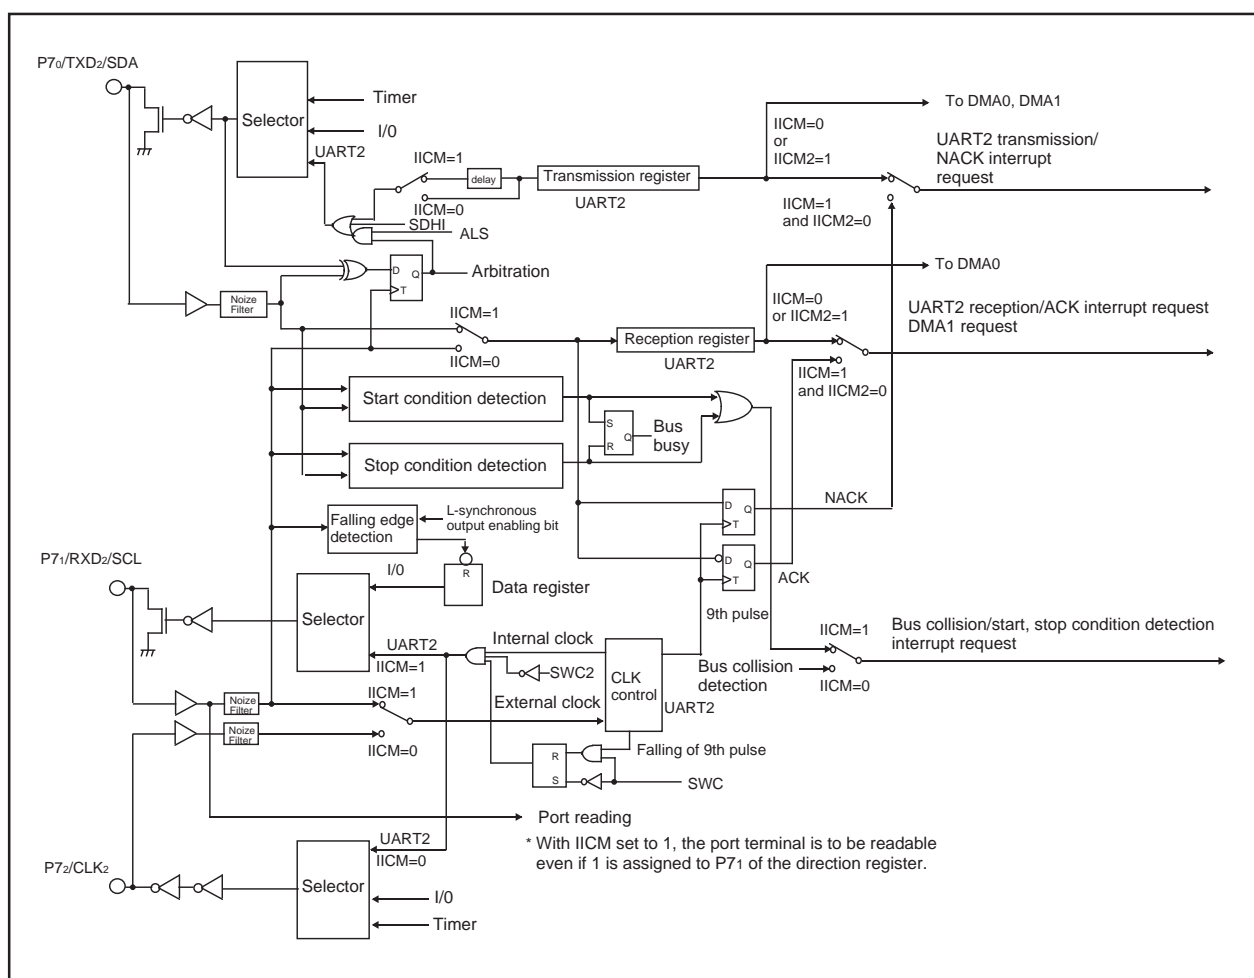 P7₀/TXD₂/SDA
Selector
Timer
I/0
UART2
IICM=1
delay
IICM=0
SDHI
ALS
Transmission register
UART2
To DMA0, DMA1
IICM=0
or
IICM2=1
UART2 transmission/
NACK interrupt
request
IICM=1
and IICM2=0
D
Q
T
Arbitration
Noize
Filter
To DMA0
IICM=1
IICM=0
Reception register
UART2
IICM=0
or IICM2=1
UART2 reception/ACK interrupt request
DMA1 request
IICM=1
and IICM2=0
Start condition detection
S
R
Q
Bus
busy
Stop condition detection
NACK
D
Q
T
Falling edge
detection
L-synchronous
output enabling bit
D
Q
T
ACK
9th pulse
P7₁/RXD₂/SCL
I/0
R
Data register
Selector
UART2
IICM=1
Internal clock
SWC2
CLK
control
UART2
External clock
Bus collision
detection
IICM=1
IICM=0
Bus collision/start, stop condition detection
interrupt request
Noize
Filter
IICM=1
Noize
Filter
IICM=0
R
S
Falling of 9th pulse
SWC
Port reading
* With IICM set to 1, the port terminal is to be readable
even if 1 is assigned to P7₁ of the direction register.
P7₂/CLK₂
Selector
UART2
IICM=0
I/0
Timer